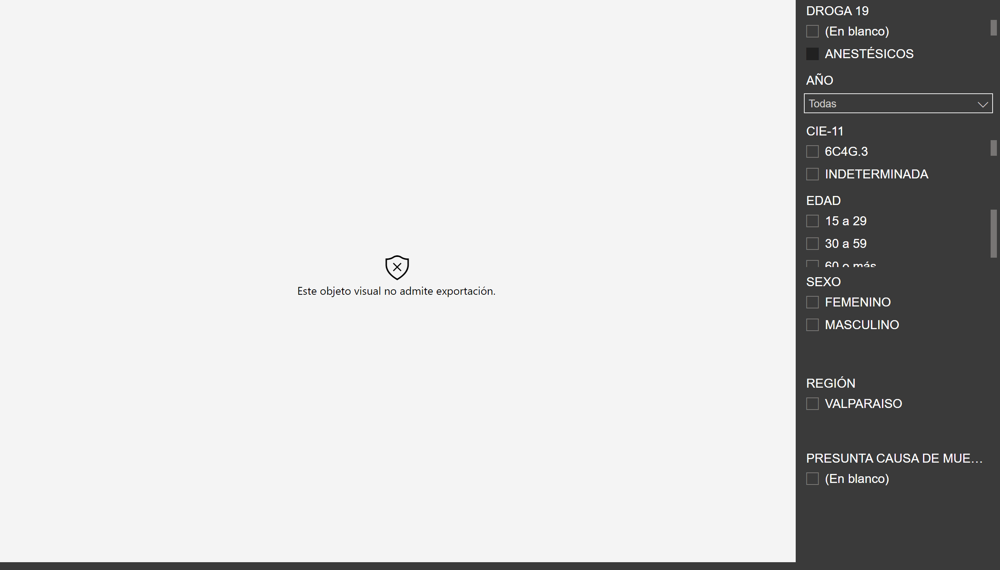 Este objeto visual no admite exportación.
DROGA 19
(En blanco)
ANESTÉSICOS
AÑO
Todas
CIE-11
6C4G.3
INDETERMINADA
EDAD
15 a 29
30 a 59
60 o más
SEXO
FEMENINO
MASCULINO
REGIÓN
VALPARAISO
PRESUNTA CAUSA DE MUE...
(En blanco)